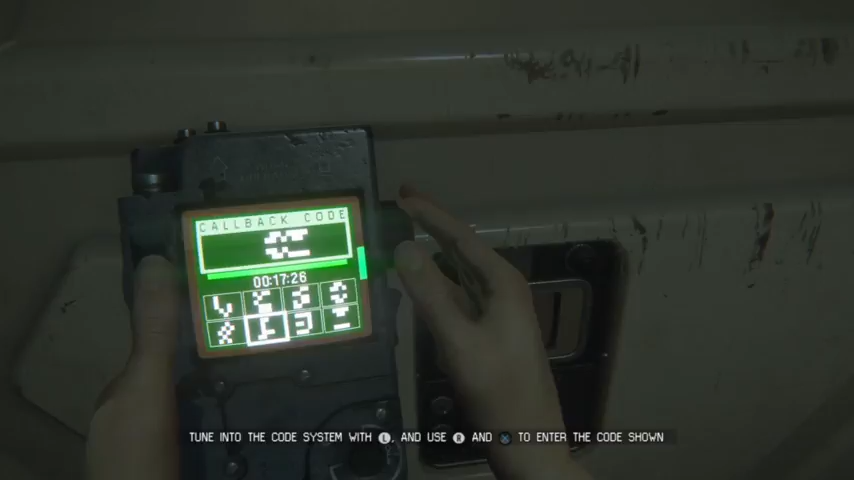 CALLBACK CODE
00:17:26
TUNE INTO THE CODE SYSTEM WITH L, AND USE R AND X TO ENTER THE CODE SHOWN